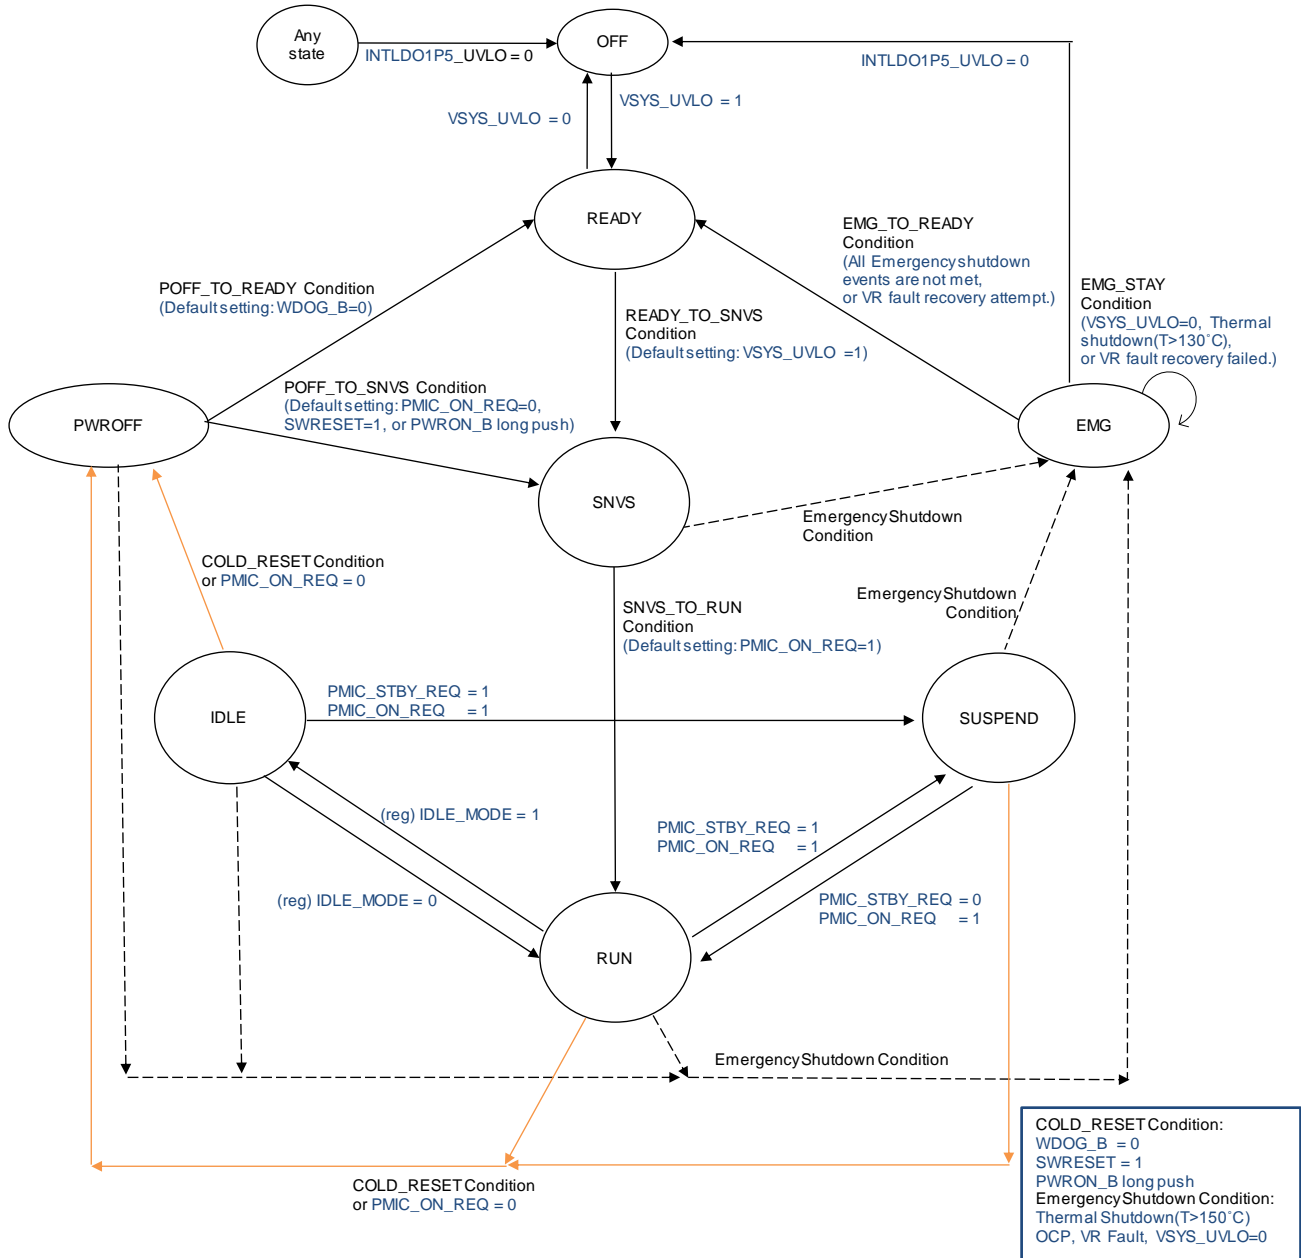 Any
state
OFF
INTLDO1P5_UVLO = 0
INTLDO1P5_UVLO = 0
VSYS_UVLO = 1
VSYS_UVLO = 0
READY
EMG_TO_READY
Condition
(All Emergency shutdown
events are not met,
or VR fault recovery attempt.)
EMG_STAY
Condition
(VSYS_UVLO=0, Thermal
shutdown(T>130˚C),
or VR fault recovery failed.)
POFF_TO_READY Condition
(Default setting: WDOG_B=0)
READY_TO_SNVS
Condition
(Default setting: VSYS_UVLO =1)
POFF_TO_SNVS Condition
(Default setting: PMIC_ON_REQ=0,
SWRESET=1, or PWRON_B long push)
PWROFF
EMG
SNVS
Emergency Shutdown
Condition
COLD_RESET Condition
or PMIC_ON_REQ = 0
Emergency Shutdown
Condition
SNVS_TO_RUN
Condition
(Default setting: PMIC_ON_REQ=1)
PMIC_STBY_REQ = 1
PMIC_ON_REQ = 1
IDLE
SUSPEND
(reg) IDLE_MODE = 1
PMIC_STBY_REQ = 1
PMIC_ON_REQ = 1
(reg) IDLE_MODE = 0
PMIC_STBY_REQ = 0
PMIC_ON_REQ = 1
RUN
Emergency Shutdown Condition
COLD_RESET Condition
or PMIC_ON_REQ = 0
COLD_RESET Condition:
WDOG_B = 0
SWRESET = 1
PWRON_B long push
Emergency Shutdown Condition:
Thermal Shutdown(T>150˚C)
OCP, VR Fault, VSYS_UVLO=0